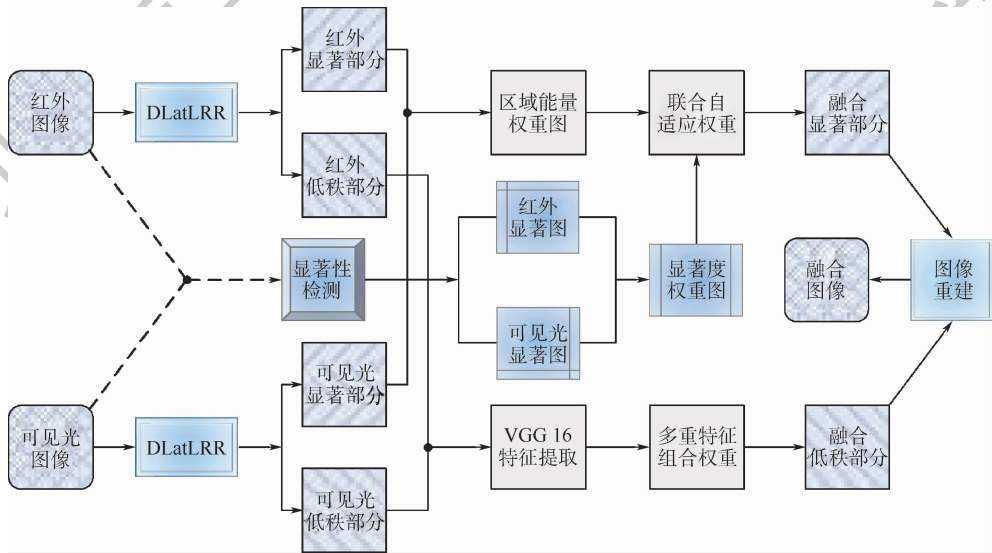 红外
图像
DLatLRR
红外
显著部分
红外
低秩部分
区域能量
权重图
联合自
适应权重
融合
显著部分
显著性
检测
红外
显著图
可见光
显著图
显著度
权重图
融合
图像
图像
重建
可见光
图像
DLatLRR
可见光
显著部分
可见光
低秩部分
VGG 16
特征提取
多重特征
组合权重
融合
低秩部分